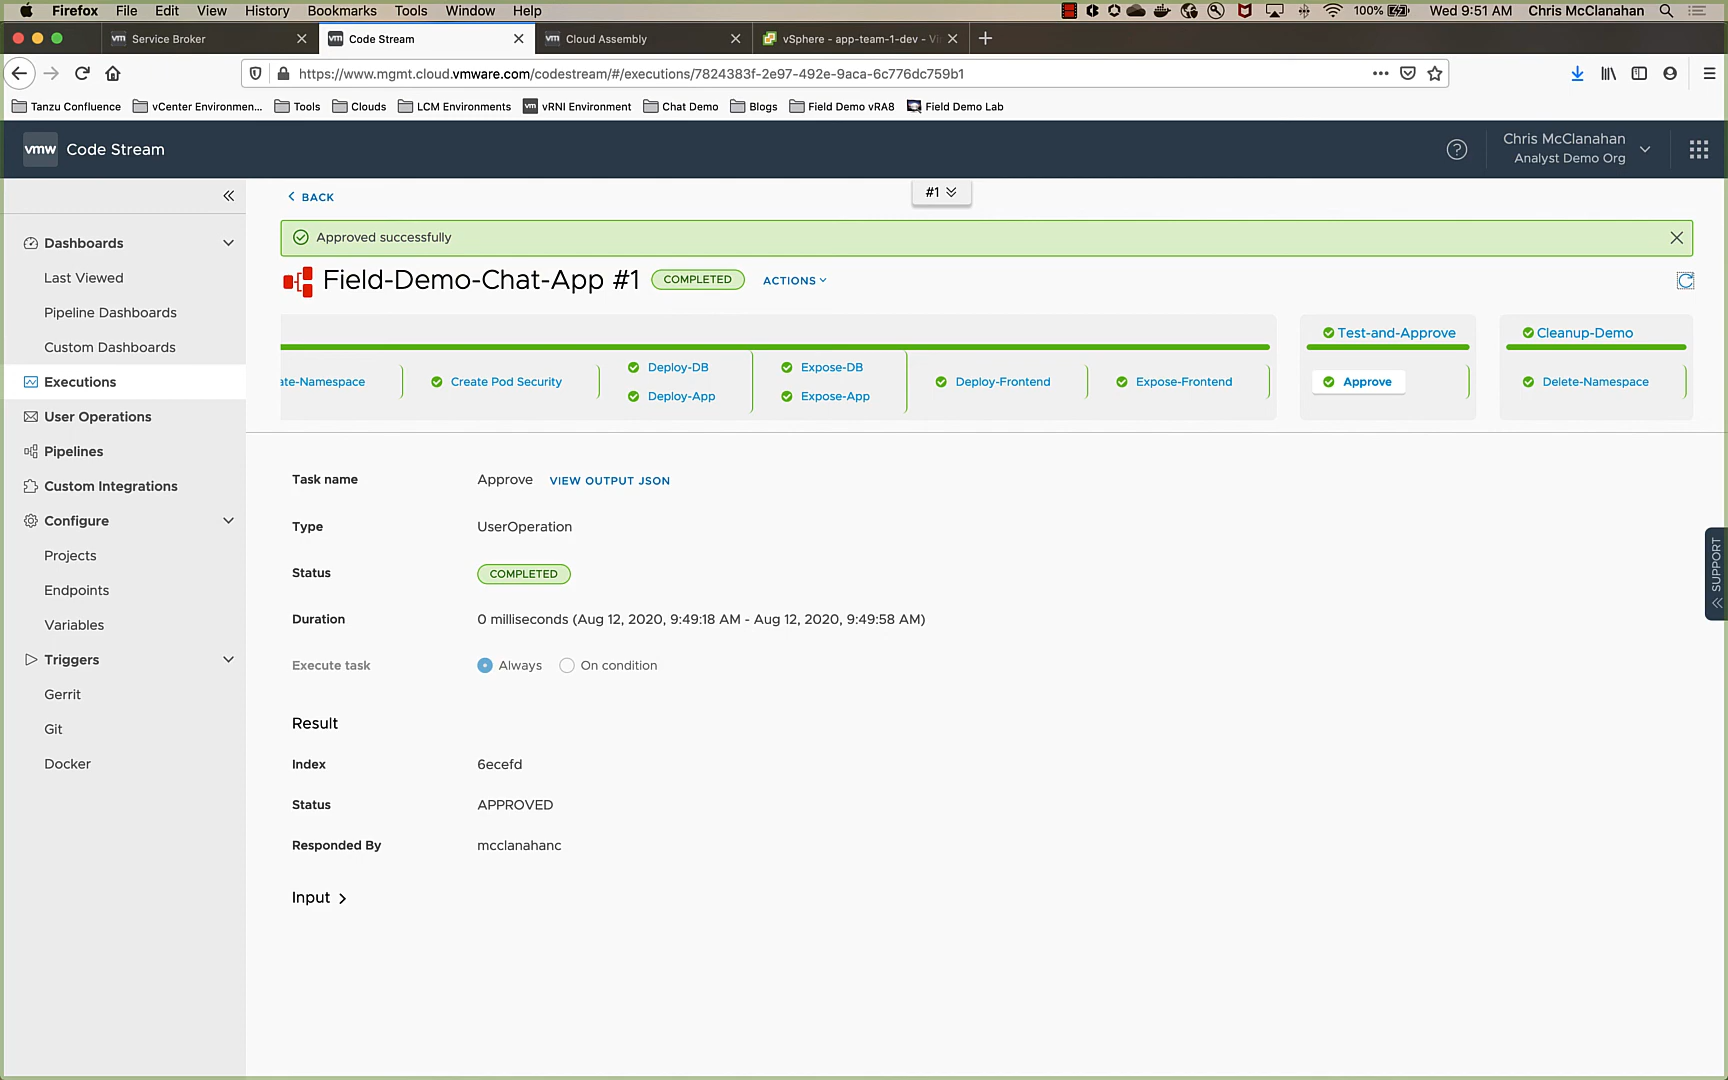 Firefox File Edit View History Bookmarks Tools Window Help 100% Wed 9:51 AM Chris McClanahan
vm Service Broker vm Code Stream vm Cloud Assembly vSphere - app-team-1-dev - V
https://www.mgmt.cloud.vmware.com/codestream/#/executions/7824383f-2e97-492e-9aca-6c776dc759b1
Tanzu Confluence vCenter Environmen... Tools Clouds LCM Environments vm vRNI Environment Chat Demo Blogs Field Demo vRA8 Field Demo Lab
vmw Code Stream
Chris McClanahan
Analyst Demo Org
BACK
#1
Approved successfully
Field-Demo-Chat-App #1 COMPLETED ACTIONS
Dashboards
Last Viewed
Pipeline Dashboards
Custom Dashboards
Executions
User Operations
Pipelines
Custom Integrations
Configure
Projects
Endpoints
Variables
Triggers
Gerrit
Git
Docker
ate-Namespace
Create Pod Security
Deploy-DB
Deploy-App
Expose-DB
Expose-App
Deploy-Frontend
Expose-Frontend
Test-and-Approve
Approve
Cleanup-Demo
Delete-Namespace
Task name Approve VIEW OUTPUT JSON
Type UserOperation
Status COMPLETED
Duration 0 milliseconds (Aug 12, 2020, 9:49:18 AM - Aug 12, 2020, 9:49:58 AM)
Execute task Always On condition
Result
Index 6ecefd
Status APPROVED
Responded By mcclanahanc
Input
SUPPORT